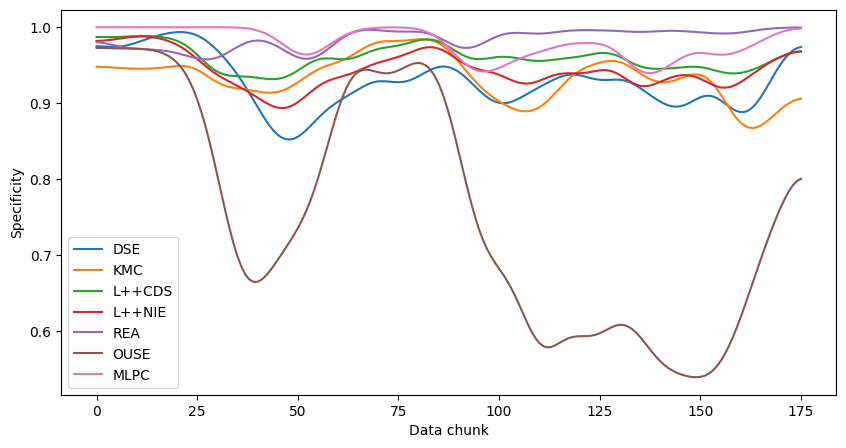 1.0
0.9
0.8
0.7
0.6
Specificity
DSE
KMC
L++CDS
L++NIE
REA
OUSE
MLPC
0 25 50 75 100 125 150 175
Data chunk